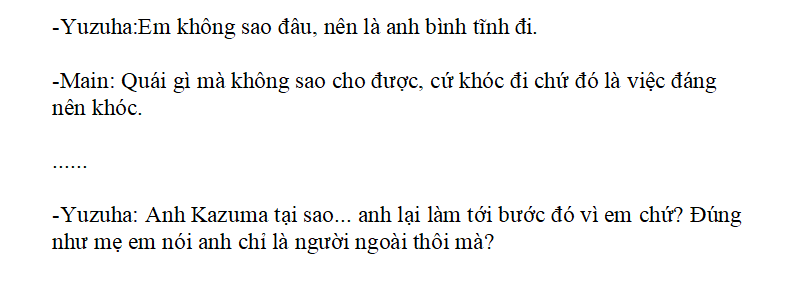 -Yuzuha:Em không sao đâu, nên là anh bình tĩnh đi.
-Main: Quái gì mà không sao cho được, cứ khóc đi chứ đó là việc đáng
nên khóc.
......
-Yuzuha: Anh Kazuma tại sao... anh lại làm tới bước đó vì em chứ? Đúng
như mẹ em nói anh chỉ là người ngoài thôi mà?